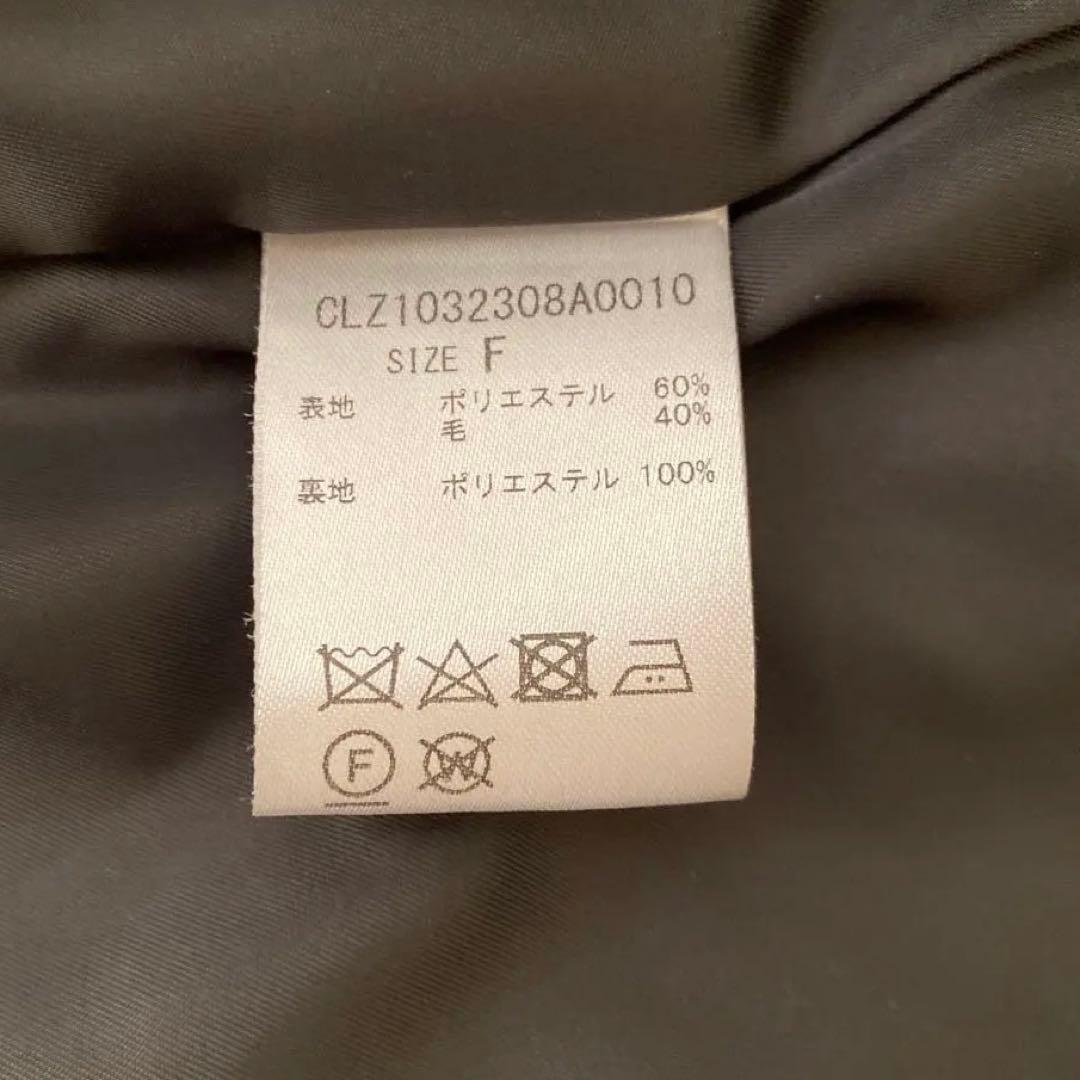 CLZ1032308A0010
SIZE F
表地 ポリエステル 60%
毛 40%
裏地 ポリエステル 100%
F W